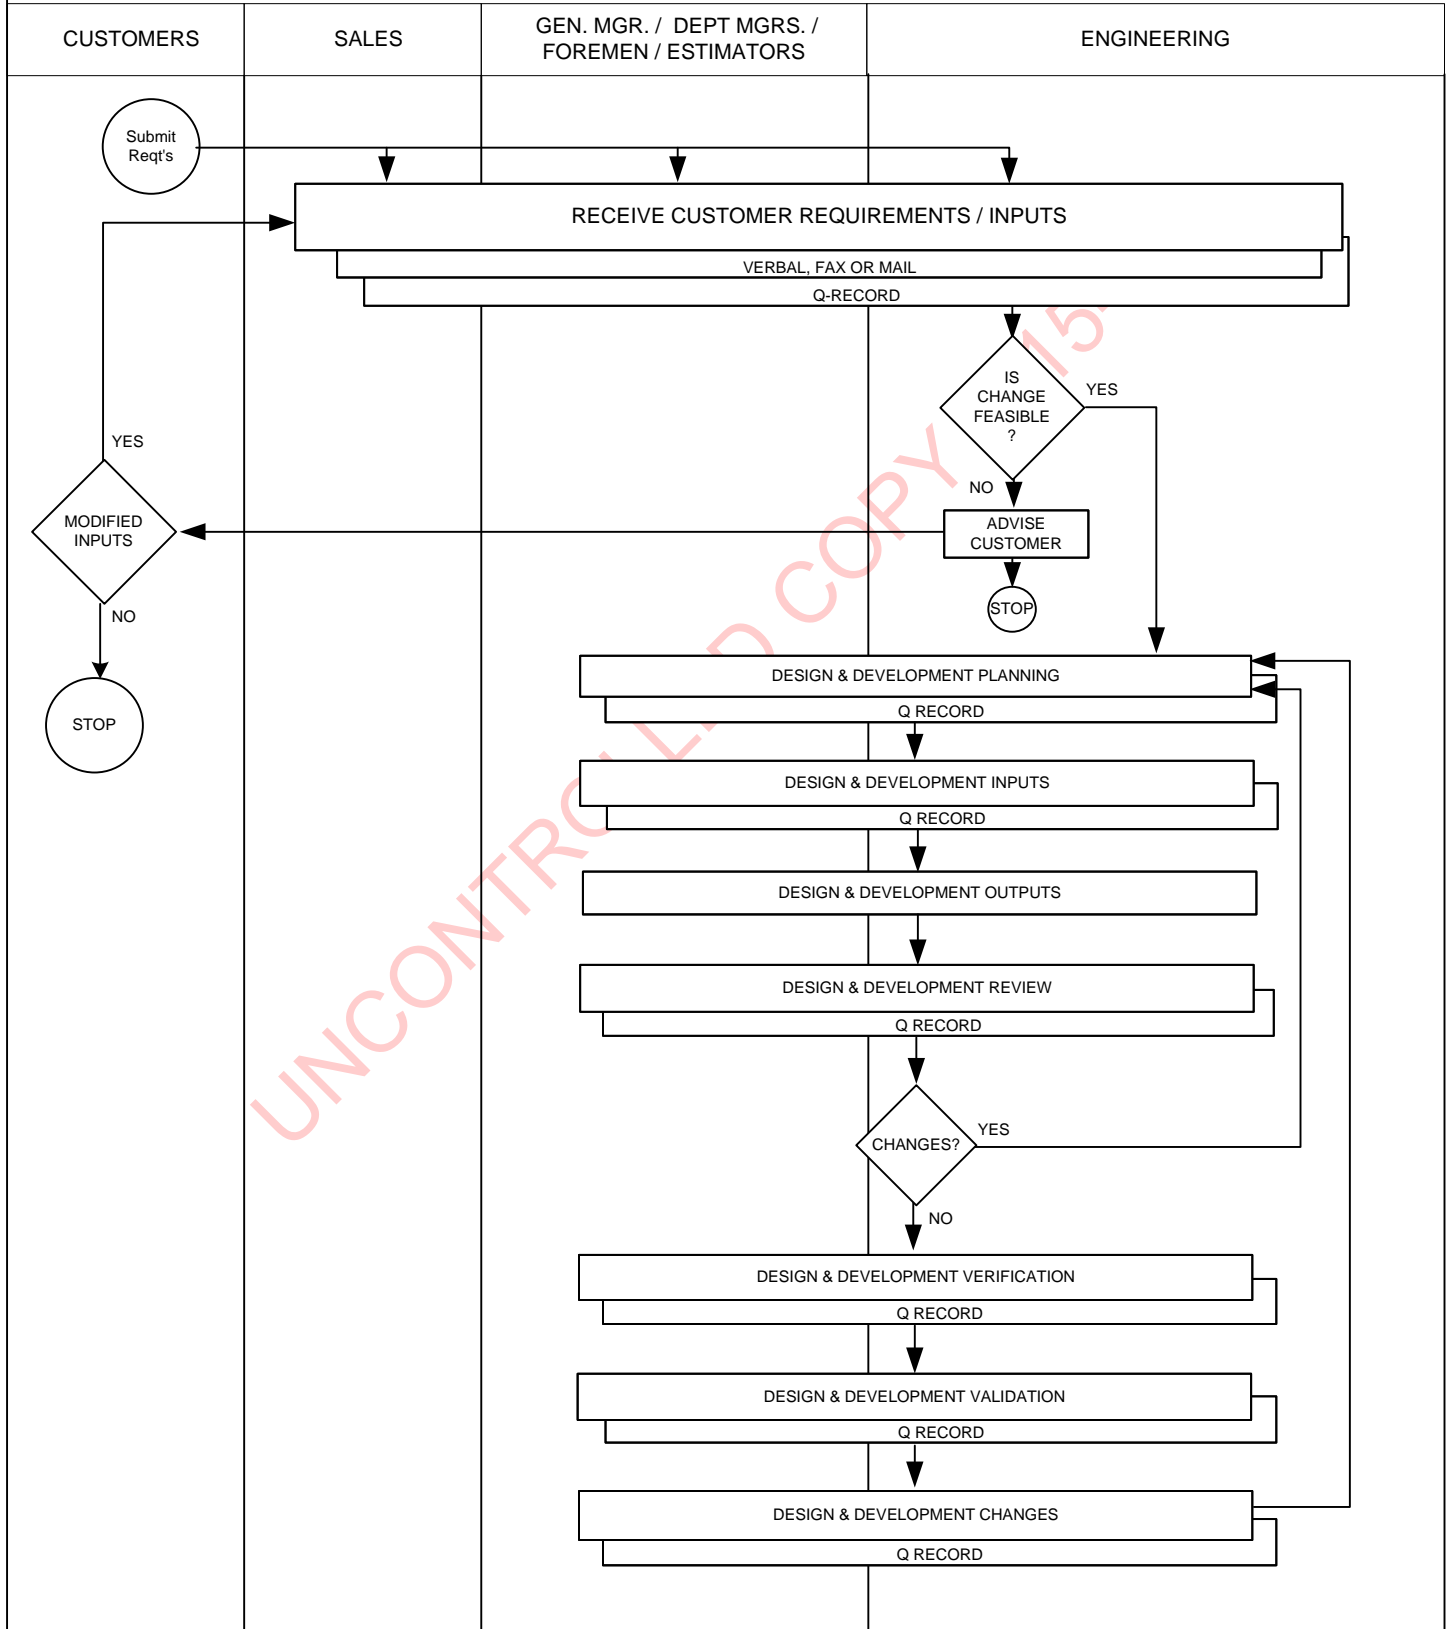 CUSTOMERS
SALES
GEN. MGR. / DEPT MGRS. /
FOREMEN / ESTIMATORS
ENGINEERING
Submit
Reqt's
RECEIVE CUSTOMER REQUIREMENTS / INPUTS
VERBAL, FAX OR MAIL
Q-RECORD
IS
CHANGE
FEASIBLE
?
YES
NO
YES
MODIFIED
INPUTS
NO
STOP
ADVISE
CUSTOMER
STOP
DESIGN & DEVELOPMENT PLANNING
Q RECORD
DESIGN & DEVELOPMENT INPUTS
Q RECORD
DESIGN & DEVELOPMENT OUTPUTS
DESIGN & DEVELOPMENT REVIEW
Q RECORD
CHANGES?
YES
NO
DESIGN & DEVELOPMENT VERIFICATION
Q RECORD
DESIGN & DEVELOPMENT VALIDATION
Q RECORD
DESIGN & DEVELOPMENT CHANGES
Q RECORD
UNCONTROLLED COPY